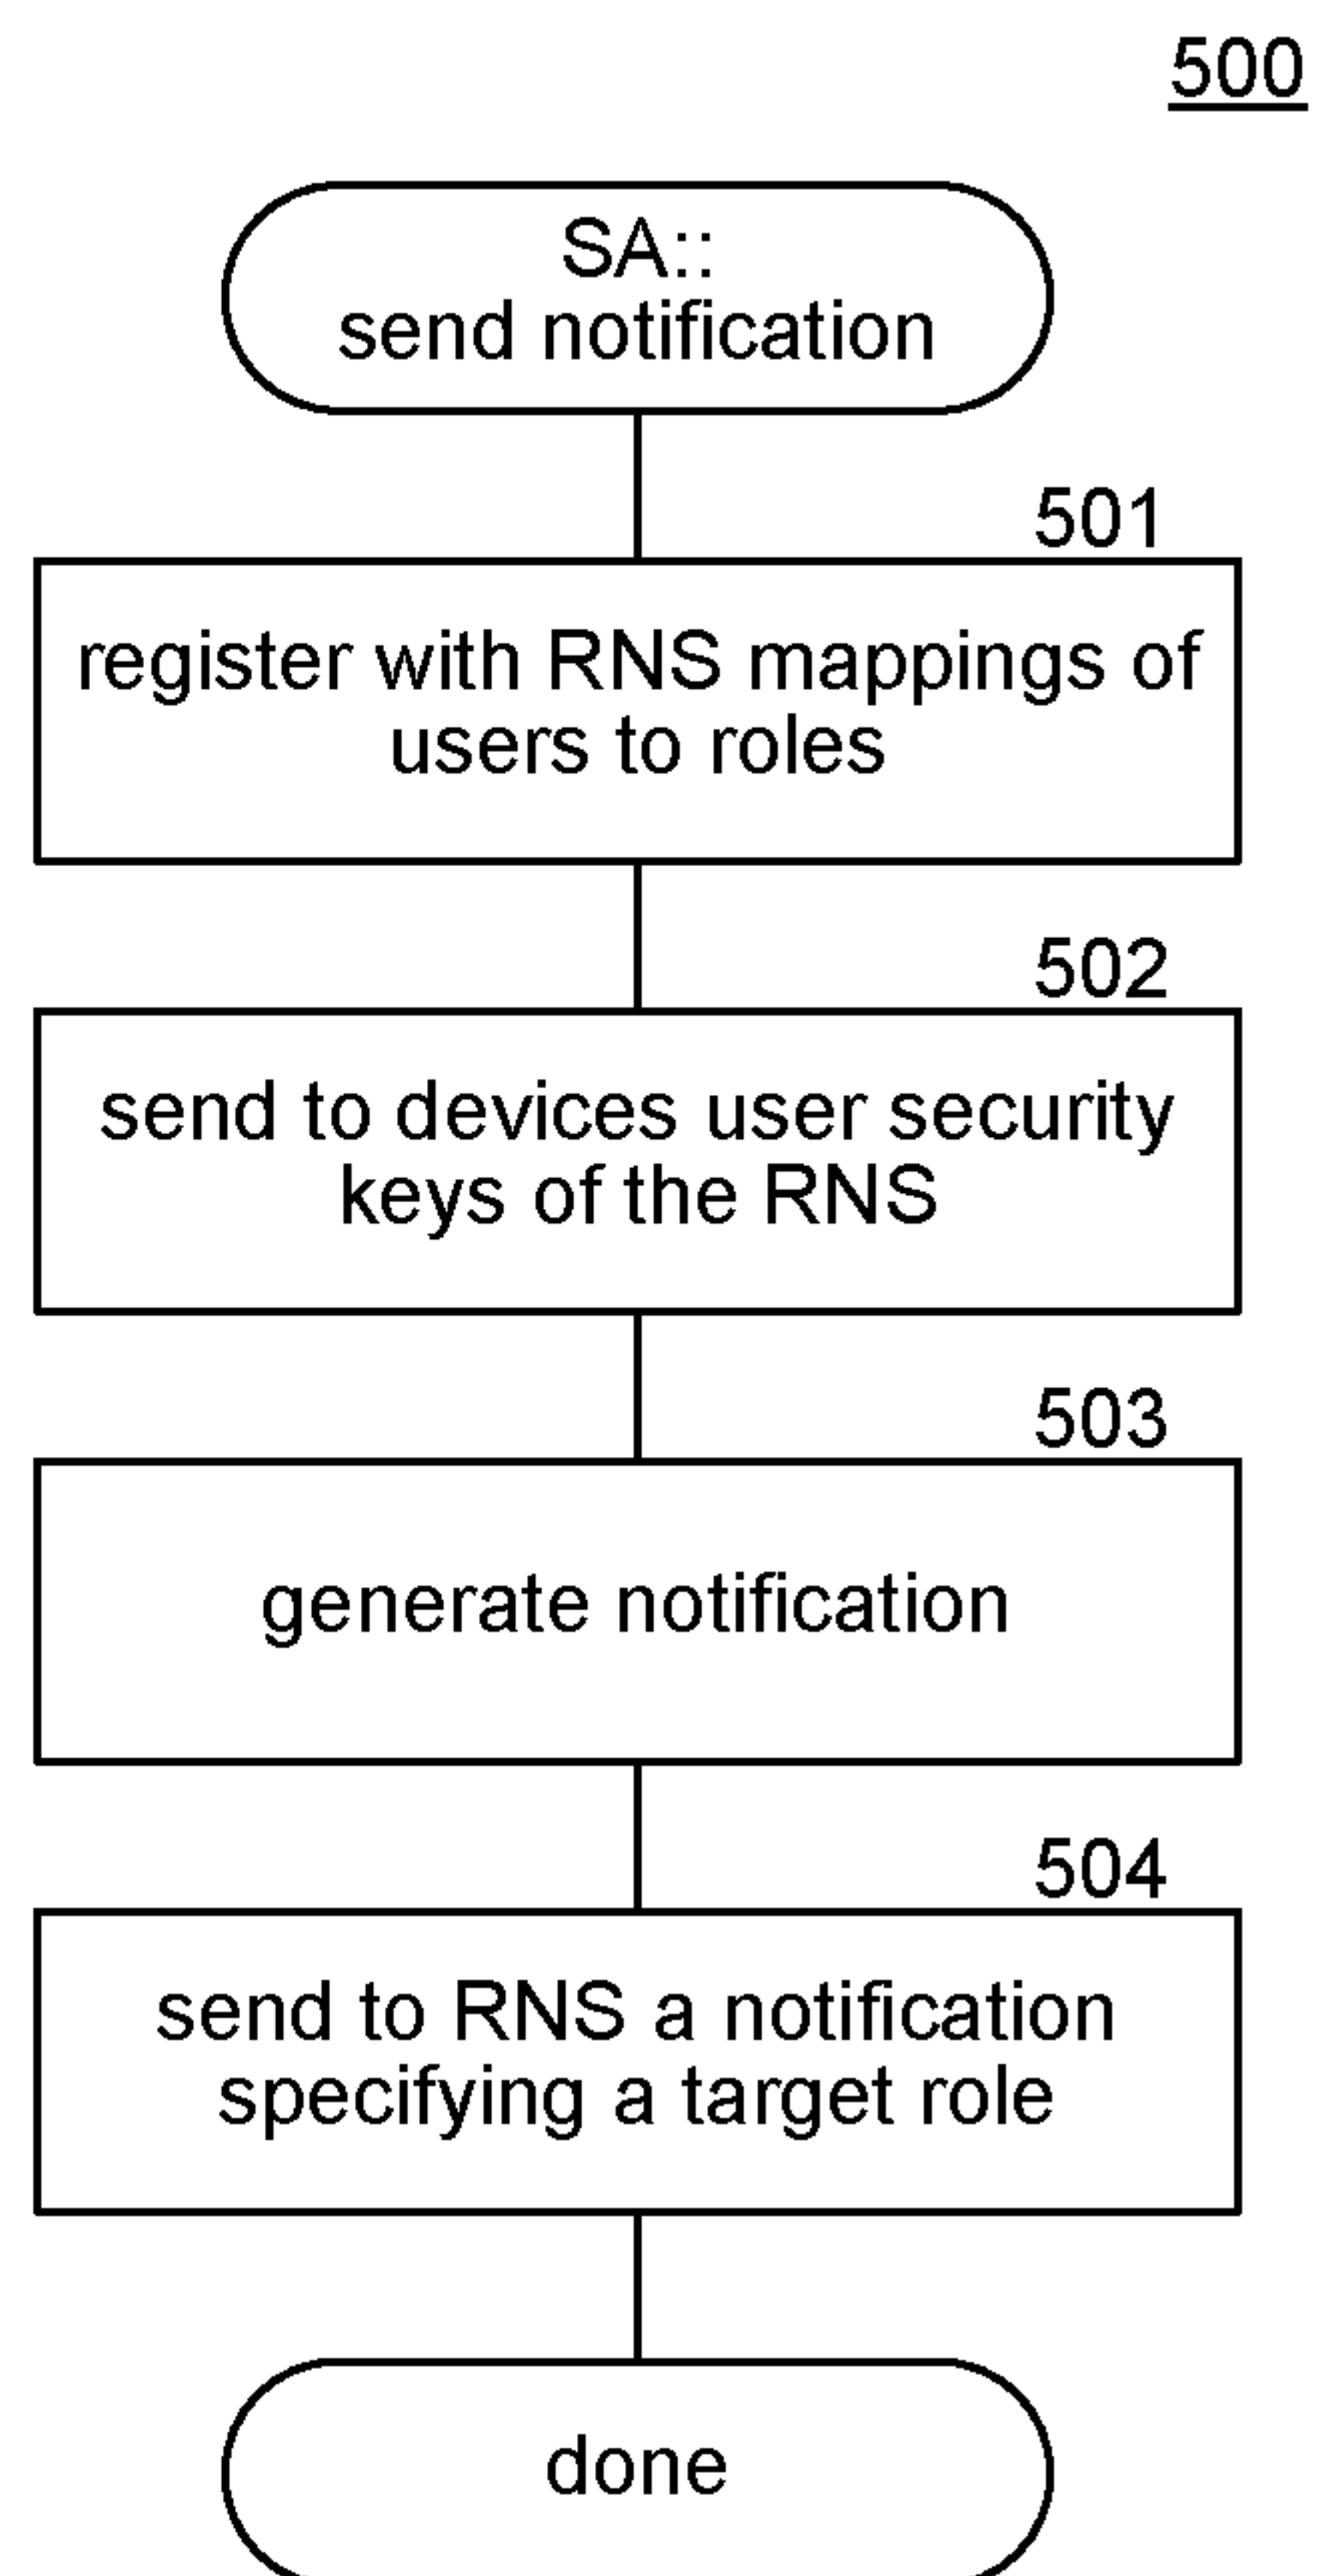 500
SA::
send notification
501
register with RNS mappings of
users to roles
502
send to devices user security
keys of the RNS
503
generate notification
504
send to RNS a notification
specifying a target role
done